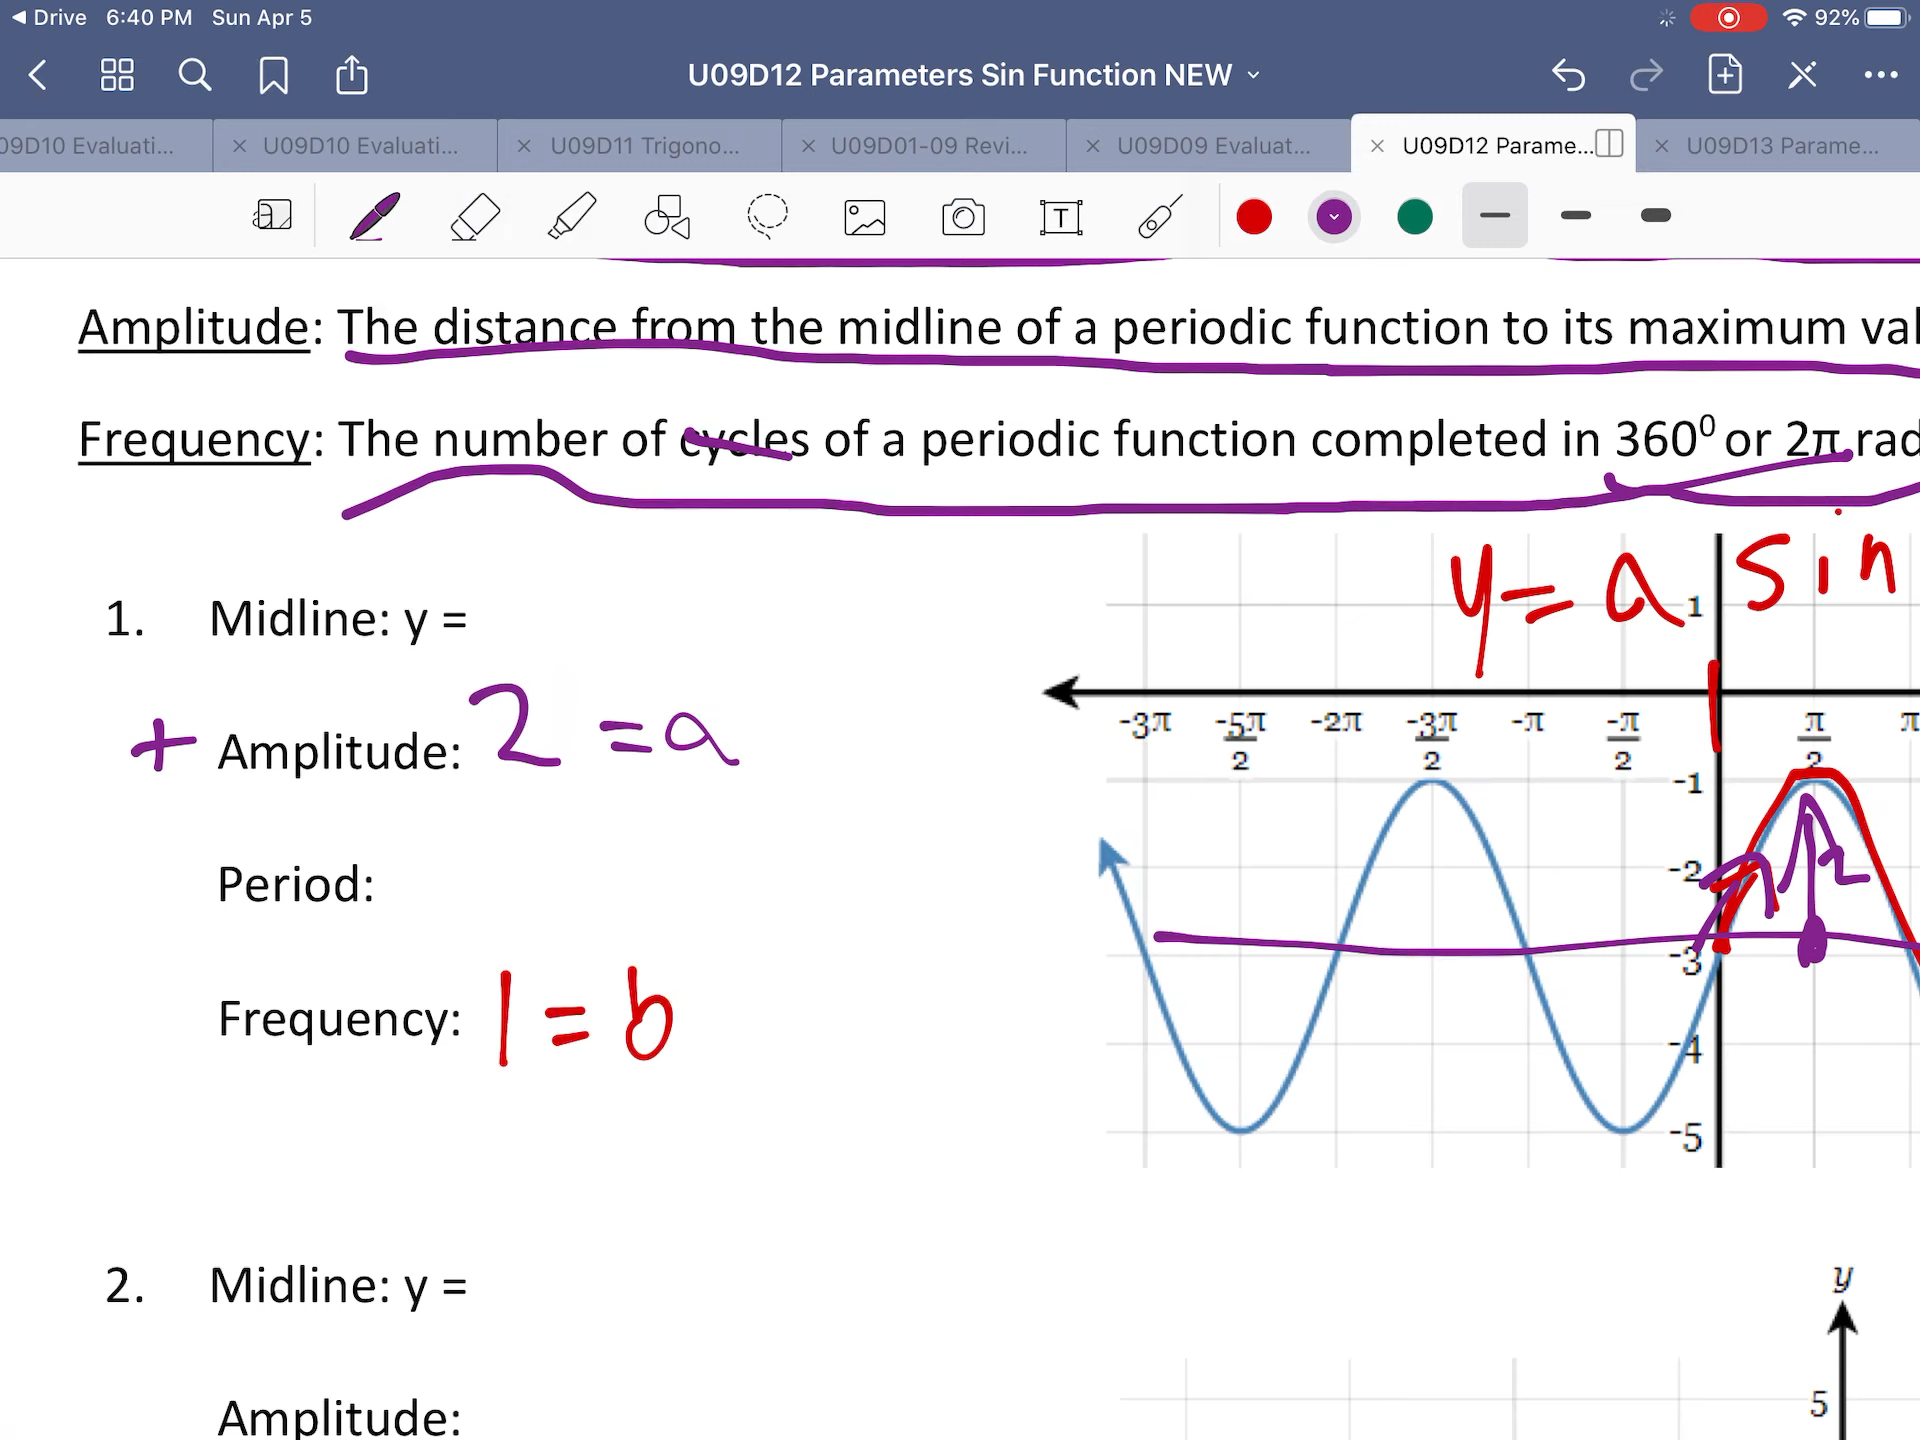 Drive 6:40 PM Sun Apr 5 92%
U09D12 Parameters Sin Function NEW
09D10 Evaluati... U09D10 Evaluati... U09D11 Trigono... U09D01-09 Revi... U09D09 Evaluat... U09D12 Parame... U09D13 Parame...
a T
Amplitude: The distance from the midline of a periodic function to its maximum val
Frequency: The number of cycles of a periodic function completed in 360⁰ or 2π rad
y = a sin
1. Midline: y =
+ Amplitude: 2 = a
Period:
Frequency: 1 = b
1
-3π -5π/2 -2π -3π/2 -π -π/2 π/2 π
-1
-2
2
-3
-4
-5
2. Midline: y =
y
Amplitude:
5